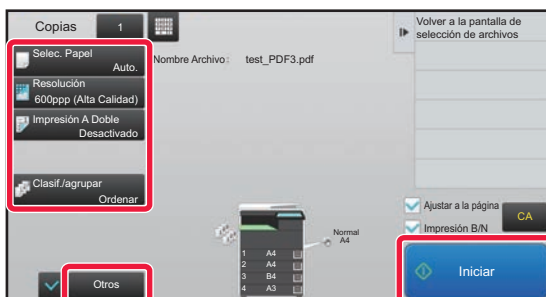 Copias
1
Volver a la pantalla de
selección de archivos
Selec. Papel
Auto.
Nombre Archivo:
test_PDF3.pdf
Resolución
600ppp (Alta Calidad)
Impresión A Doble
Desactivado
Clasif./agrupar
Ordenar
Ajustar a la página
CA
Impresión B/N
Normal
A4
1 A4
2 A4
3 B4
4 A3
Otros
Iniciar